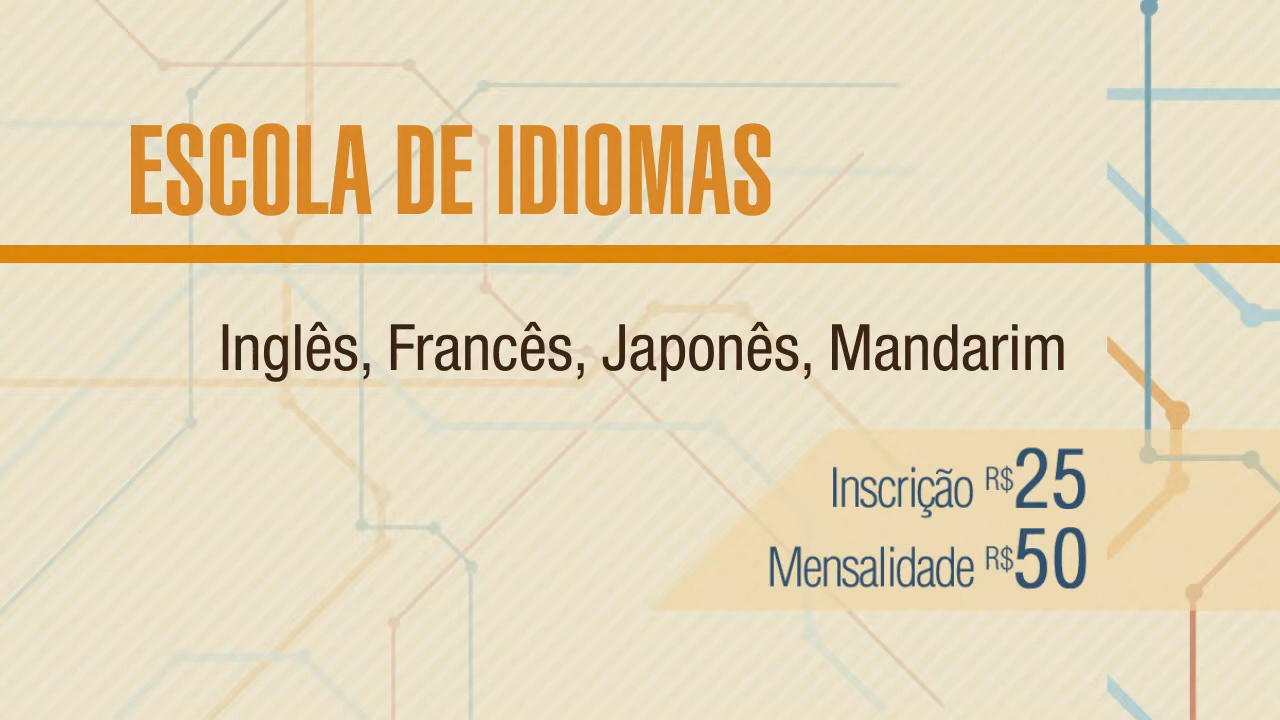 ESCOLA DE IDIOMAS
Inglês, Francês, Japonês, Mandarim
Inscrição R$25
Mensalidade R$50